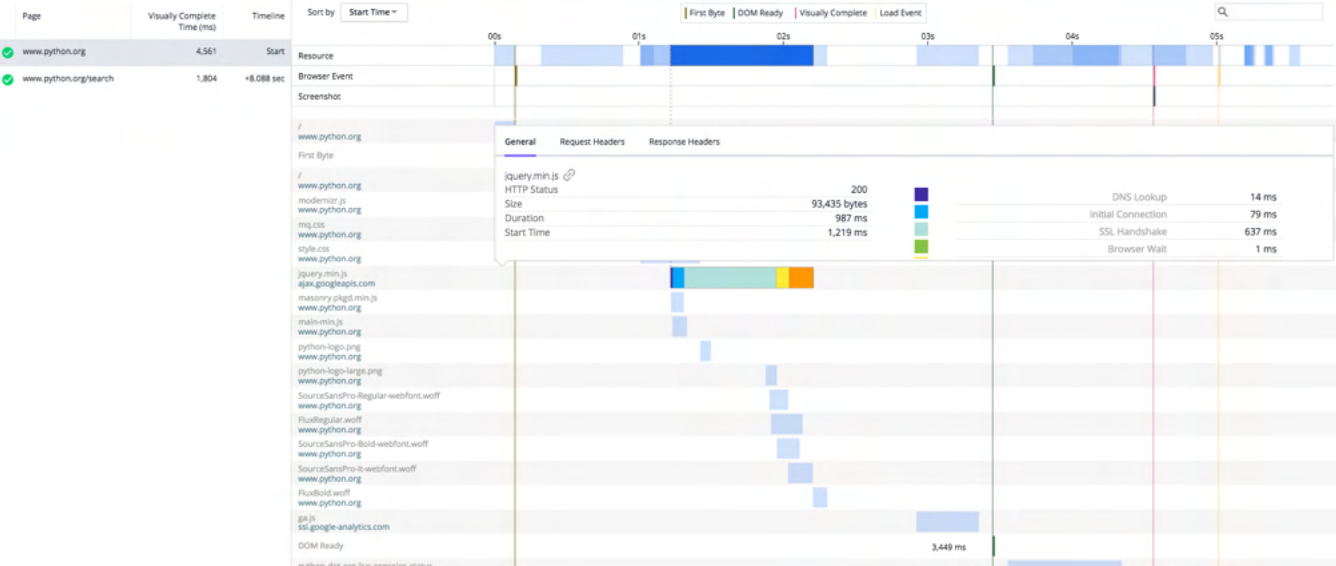 Page Visually Complete Time (ms) Timeline
www.python.org 4,561 Start
www.python.org/search 1,804 +8.088 sec
Sort by Start Time
First Byte DOM Ready Visually Complete Load Event
00s 01s 02s 03s 04s 05s
Resource
Browser Event
Screenshot
/
www.python.org
First Byte
/
www.python.org
modernizr.js
www.python.org
mq.css
www.python.org
style.css
www.python.org
General Request Headers Response Headers
jquery.min.js
HTTP Status 200
Size 93,435 bytes
Duration 987 ms
Start Time 1,219 ms
DNS Lookup 14 ms
Initial Connection 79 ms
SSL Handshake 637 ms
Browser Wait 1 ms
jquery.min.js
ajax.googleapis.com
masonry.pkgd.min.js
www.python.org
main-min.js
www.python.org
python-logo.png
www.python.org
python-logo-large.png
www.python.org
SourceSansPro-Regular-webfont.woff
www.python.org
FluxRegular.woff
www.python.org
SourceSansPro-Bold-webfont.woff
www.python.org
SourceSansPro-It-webfont.woff
www.python.org
FluxBold.woff
www.python.org
ga.js
ssl.google-analytics.com
DOM Ready 3,449 ms